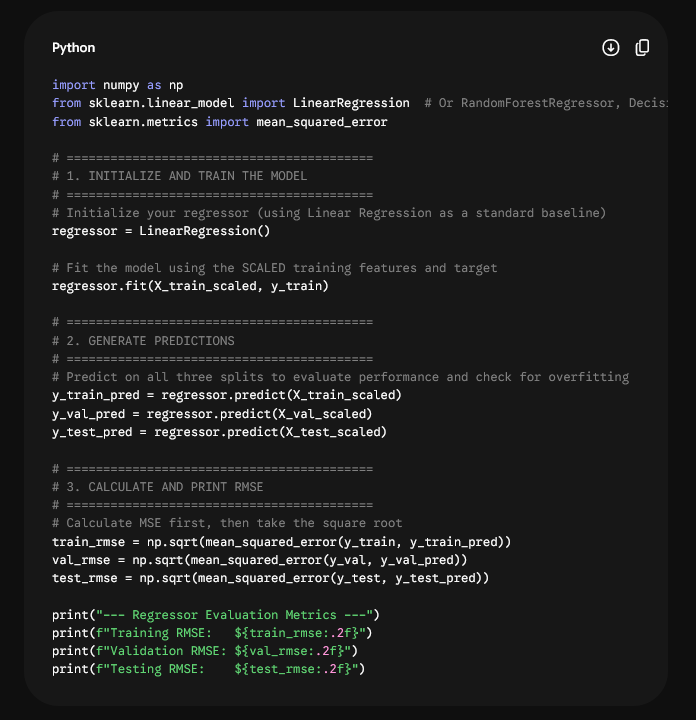 Python
import numpy as np
from sklearn.linear_model import LinearRegression  # Or RandomForestRegressor, Decisi
from sklearn.metrics import mean_squared_error
# ==========================================
# 1. INITIALIZE AND TRAIN THE MODEL
# ==========================================
# Initialize your regressor (using Linear Regression as a standard baseline)
regressor = LinearRegression()
# Fit the model using the SCALED training features and target
regressor.fit(X_train_scaled, y_train)
# ==========================================
# 2. GENERATE PREDICTIONS
# ==========================================
# Predict on all three splits to evaluate performance and check for overfitting
y_train_pred = regressor.predict(X_train_scaled)
y_val_pred = regressor.predict(X_val_scaled)
y_test_pred = regressor.predict(X_test_scaled)
# ==========================================
# 3. CALCULATE AND PRINT RMSE
# ==========================================
# Calculate MSE first, then take the square root
train_rmse = np.sqrt(mean_squared_error(y_train, y_train_pred))
val_rmse = np.sqrt(mean_squared_error(y_val, y_val_pred))
test_rmse = np.sqrt(mean_squared_error(y_test, y_test_pred))
print("--- Regressor Evaluation Metrics ---")
print(f"Training RMSE:   ${train_rmse:.2f}")
print(f"Validation RMSE: ${val_rmse:.2f}")
print(f"Testing RMSE:    ${test_rmse:.2f}")